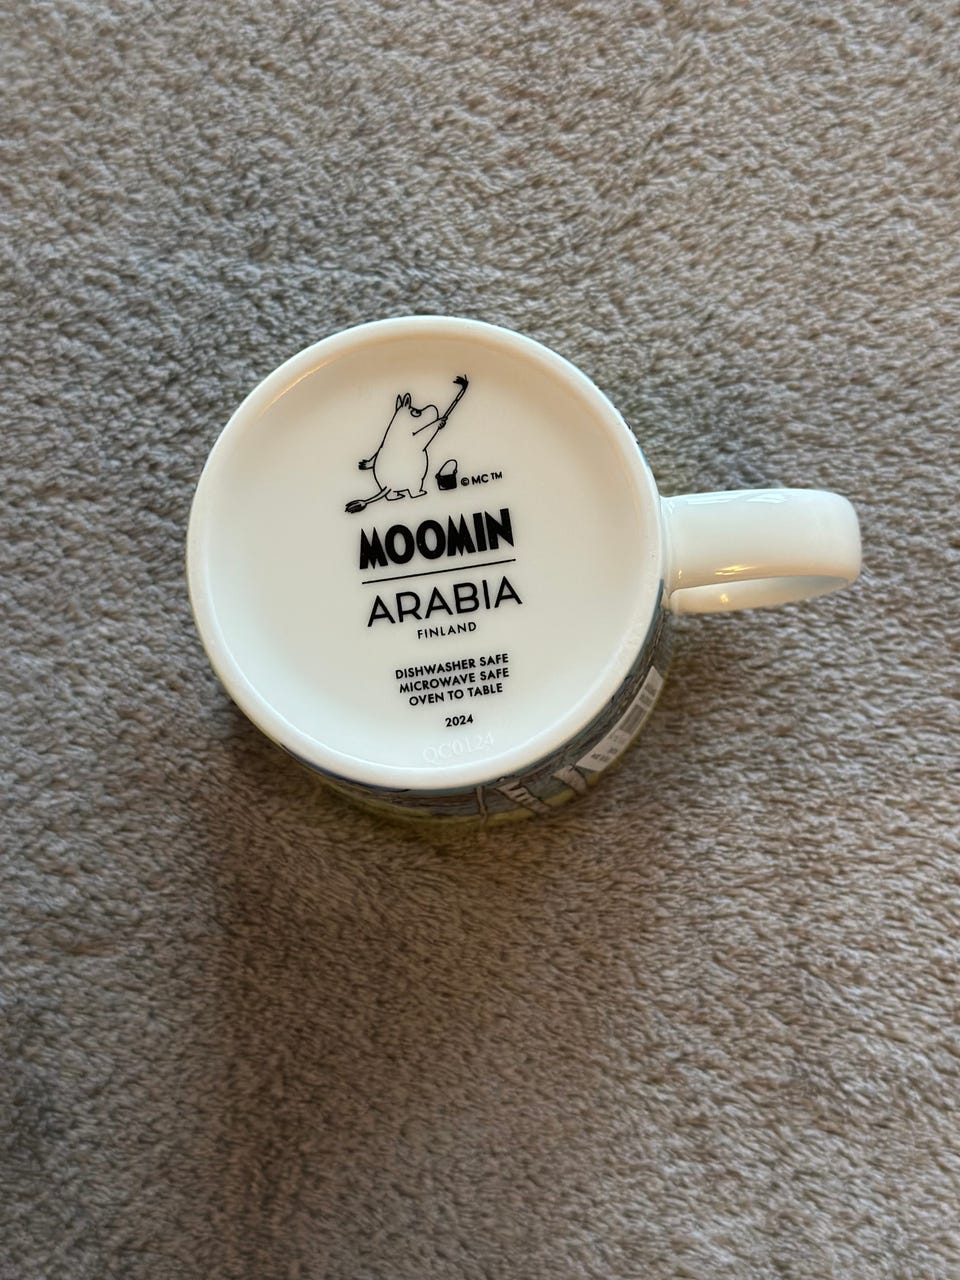 © MC ™
MOOMIN
ARABIA
FINLAND
DISHWASHER SAFE
MICROWAVE SAFE
OVEN TO TABLE
2024
QC0124